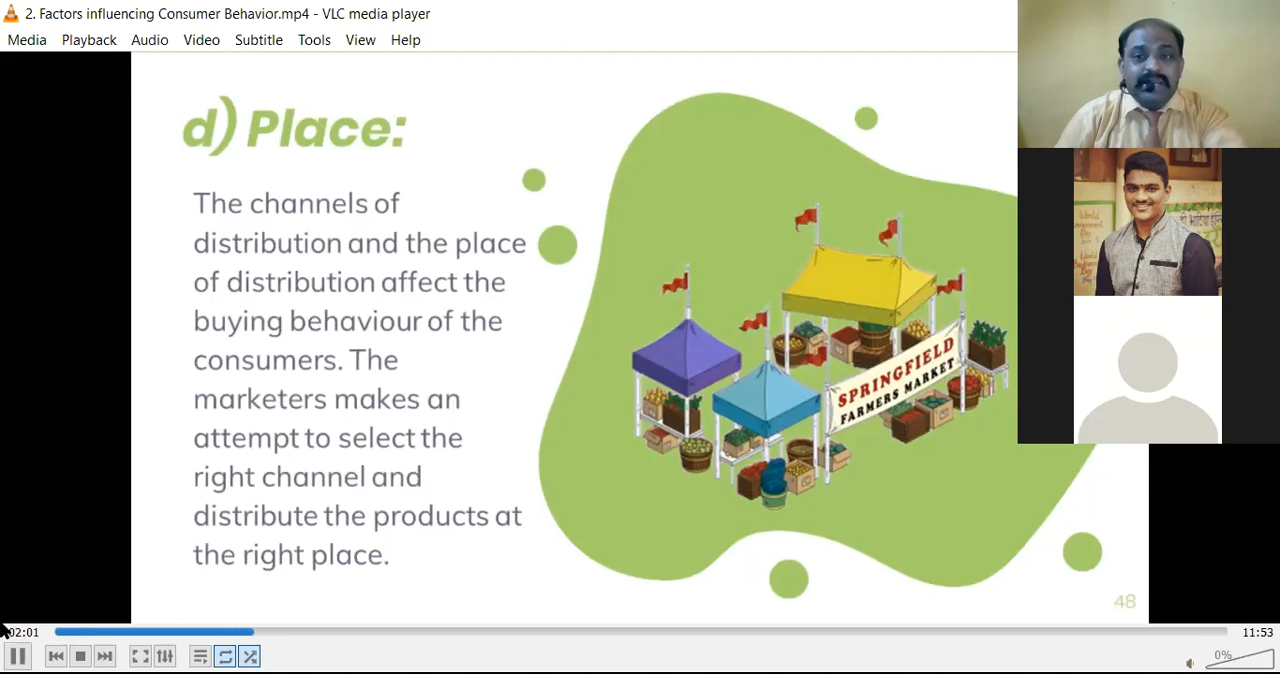 2. Factors influencing Consumer Behavior.mp4 - VLC media player
Media Playback Audio Video Subtitle Tools View Help
d) Place:
The channels of
distribution and the place
of distribution affect the
buying behaviour of the
consumers. The
marketers makes an
attempt to select the
right channel and
distribute the products at
the right place.
SPRINGFIELD
FARMERS MARKET
48
02:01
11:53
0%